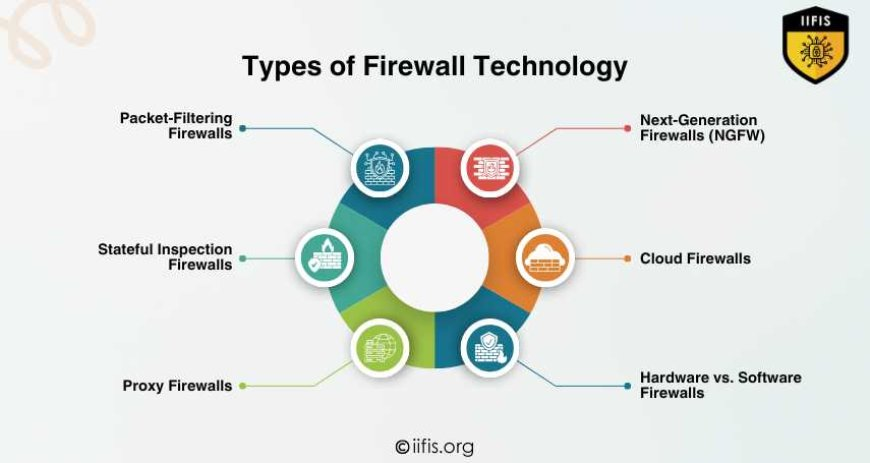 IIFIS
Types of Firewall Technology
Packet-Filtering
Firewalls
Next-Generation
Firewalls (NGFW)
Stateful Inspection
Firewalls
Cloud Firewalls
Proxy Firewalls
Hardware vs. Software
Firewalls
©iifis.org